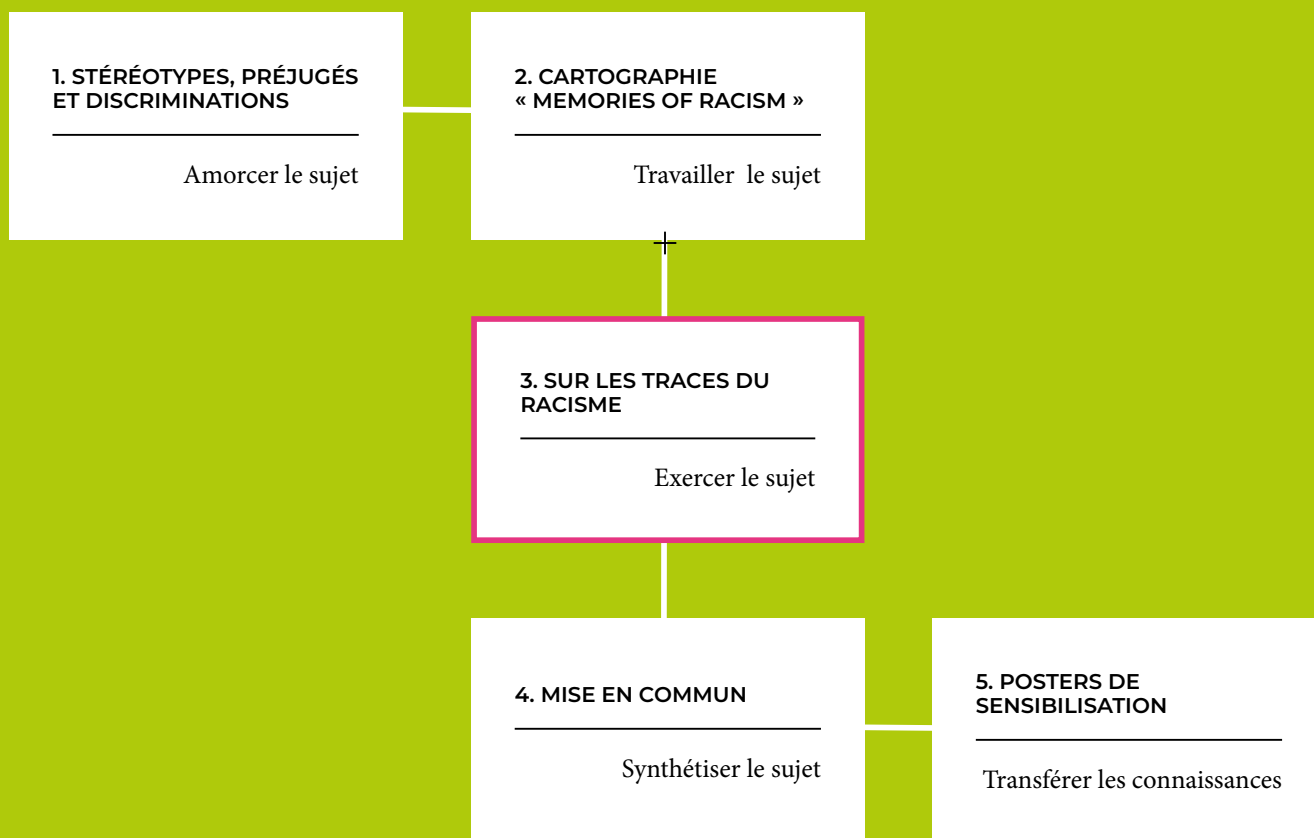 1. STÉRÉOTYPES, PRÉJUGÉS
ET DISCRIMINATIONS
Amorcer le sujet
2. CARTOGRAPHIE
« MEMORIES OF RACISM »
Travailler le sujet
3. SUR LES TRACES DU
RACISME
Exercer le sujet
4. MISE EN COMMUN
Synthétiser le sujet
5. POSTERS DE
SENSIBILISATION
Transférer les connaissances